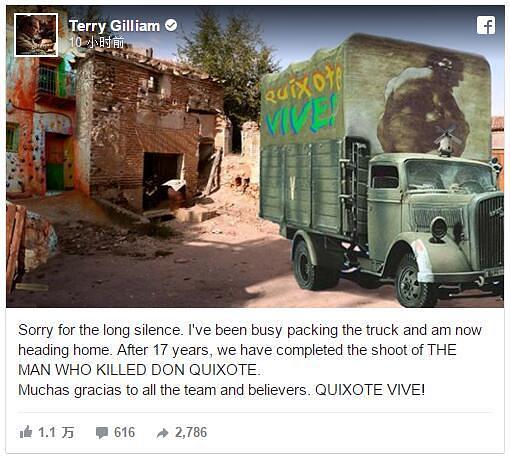 Terry Gilliam
10 小时前
QUIXOTE
VIVE!
Sorry for the long silence. I've been busy packing the truck and am now
heading home. After 17 years, we have completed the shoot of THE
MAN WHO KILLED DON QUIXOTE.
Muchas gracias to all the team and believers. QUIXOTE VIVE!
1.1 万 616 2,786